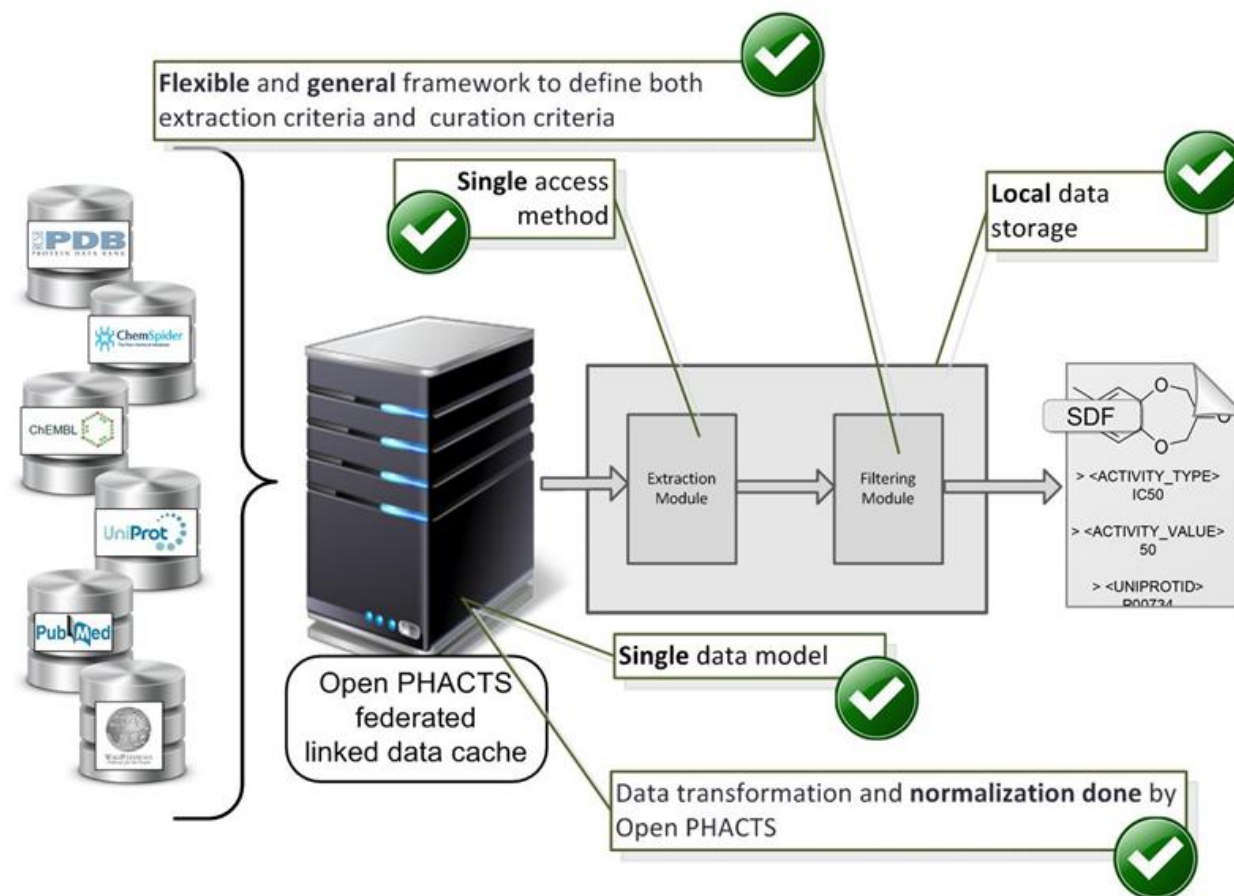 Flexible and general framework to define both
extraction criteria and curation criteria
Single access
method
Local data
storage
RCSB
PDB
PROTEIN DATA BANK
ChemSpider
ChEMBL
UniProt
PubMed
Open PHACTS
federated
linked data cache
Extraction
Module
Filtering
Module
SDF
O
O
O
> <ACTIVITY_TYPE>
IC50
> <ACTIVITY_VALUE>
50
> <UNIPROTID>
P00734
Single data model
Data transformation and normalization done by
Open PHACTS